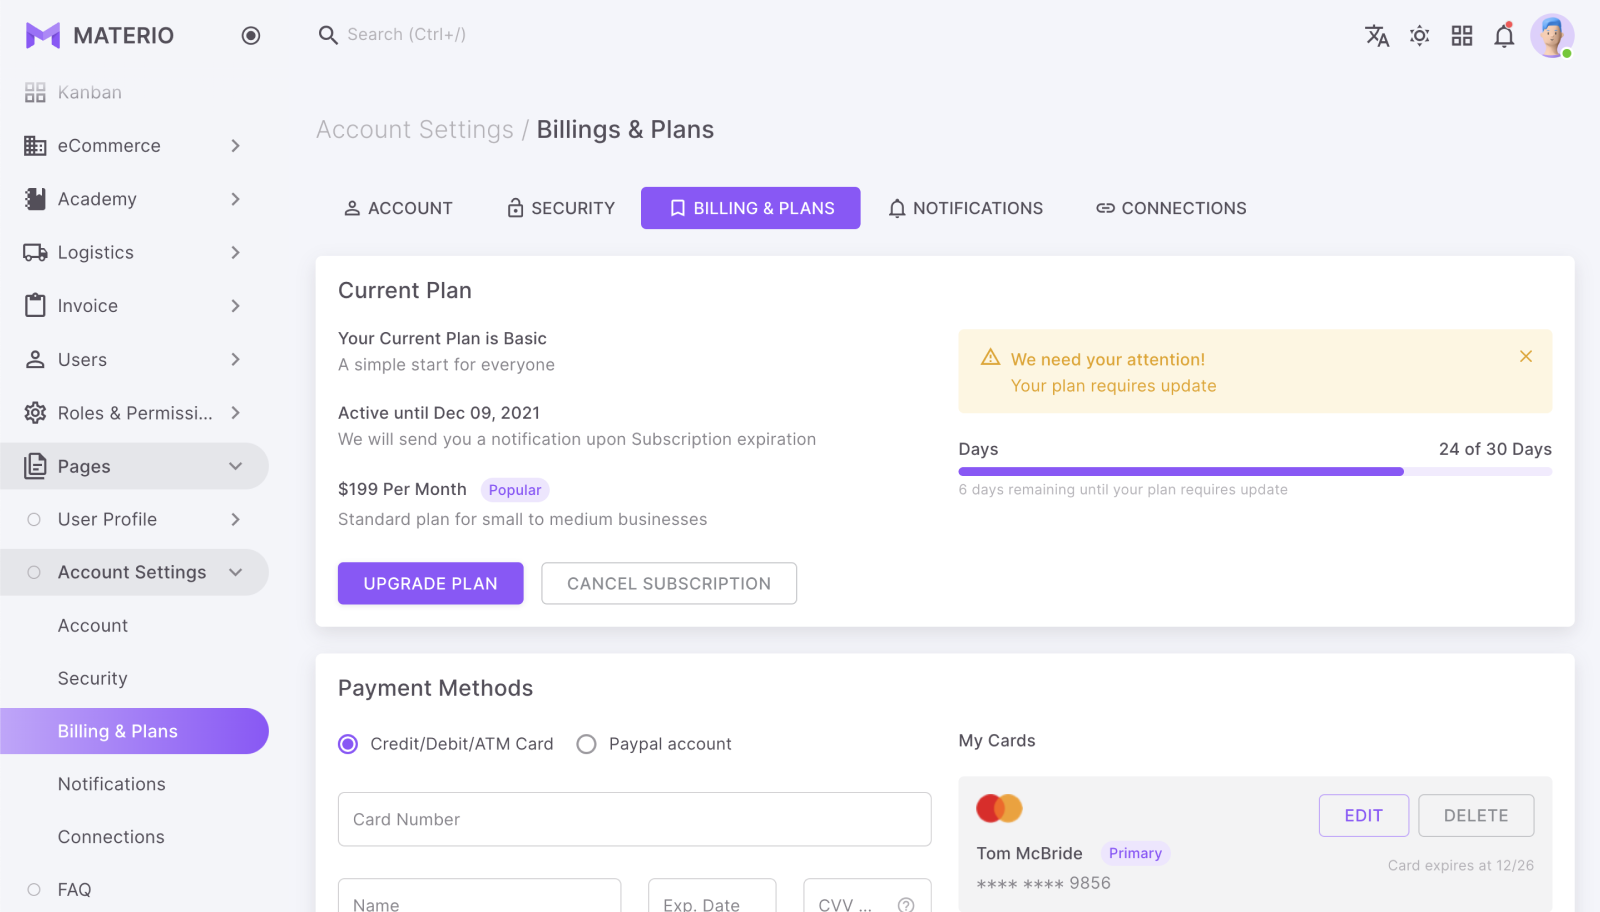 MATERIO
Search (Ctrl+/)
Kanban
eCommerce
Academy
Logistics
Invoice
Users
Roles & Permissi...
Pages
User Profile
Account Settings
Account
Security
Billing & Plans
Notifications
Connections
FAQ
Account Settings / Billings & Plans
ACCOUNT
SECURITY
BILLING & PLANS
NOTIFICATIONS
CONNECTIONS
Current Plan
Your Current Plan is Basic
A simple start for everyone
Active until Dec 09, 2021
We will send you a notification upon Subscription expiration
$199 Per Month Popular
Standard plan for small to medium businesses
UPGRADE PLAN
CANCEL SUBSCRIPTION
We need your attention!
Your plan requires update
Days 24 of 30 Days
6 days remaining until your plan requires update
Payment Methods
Credit/Debit/ATM Card
Paypal account
Card Number
Name
Exp. Date
CVV ...
My Cards
EDIT
DELETE
Tom McBride Primary
**** **** 9856
Card expires at 12/26